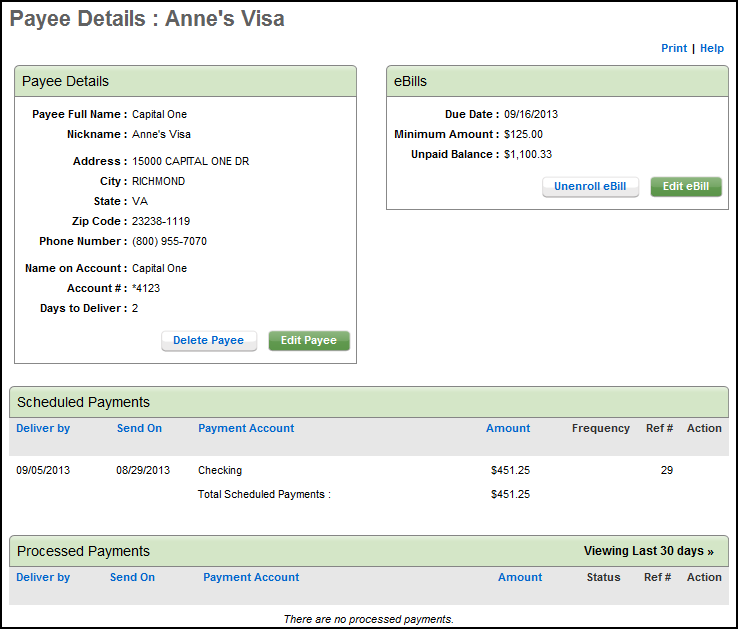 Payee Details : Anne's Visa
Print | Help
Payee Details
Payee Full Name : Capital One
Nickname : Anne's Visa
Address : 15000 CAPITAL ONE DR
City : RICHMOND
State : VA
Zip Code : 23238-1119
Phone Number : (800) 955-7070
Name on Account : Capital One
Account # : *4123
Days to Deliver : 2
Delete Payee Edit Payee
eBills
Due Date : 09/16/2013
Minimum Amount : $125.00
Unpaid Balance : $1,100.33
Unenroll eBill Edit eBill
Scheduled Payments
Deliver by Send On Payment Account Amount Frequency Ref # Action
09/05/2013 08/29/2013 Checking $451.25 29
Total Scheduled Payments : $451.25
Processed Payments Viewing Last 30 days »
Deliver by Send On Payment Account Amount Status Ref # Action
There are no processed payments.